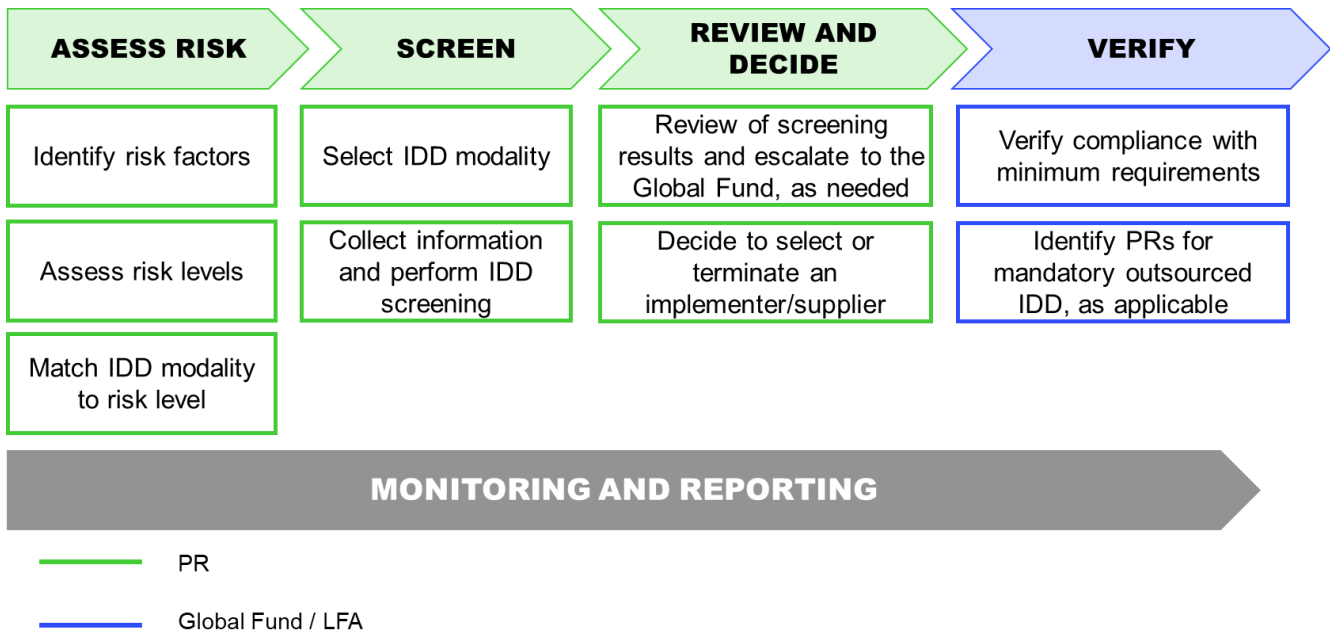 ASSESS RISK
SCREEN
REVIEW AND
DECIDE
VERIFY
Identify risk factors
Select IDD modality
Review of screening
results and escalate to the
Global Fund, as needed
Verify compliance with
minimum requirements
Assess risk levels
Collect information
and perform IDD
screening
Decide to select or
terminate an
implementer/supplier
Identify PRs for
mandatory outsourced
IDD, as applicable
Match IDD modality
to risk level
MONITORING AND REPORTING
PR
Global Fund / LFA